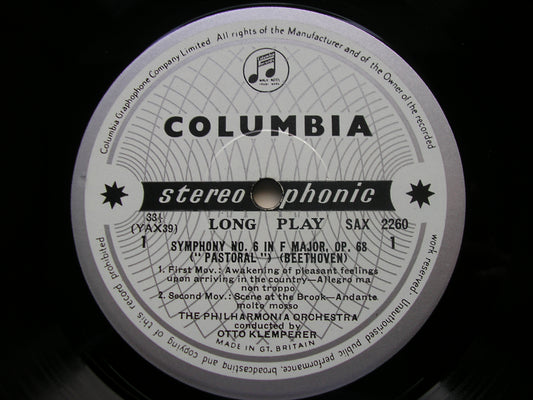 Columbia Graphophone Company Limited. All rights of the Manufacturer and of the Owner of the recorded
work reserved. Unauthorised public performance, broadcasting and copying of this record prohibited
COLUMBIA
stereo phonic
33⅓ LONG PLAY SAX 2260
(YAX39)
1 1
SYMPHONY NO. 6 IN F MAJOR, OP. 68
("PASTORAL") (BEETHOVEN)
1. First Mov.: Awakening of pleasant feelings
upon arriving in the country—Allegro ma
non troppo
2. Second Mov.: Scene at the Brook—Andante
molto mosso
THE PHILHARMONIA ORCHESTRA
conducted by
OTTO KLEMPERER
MADE IN GT. BRITAIN